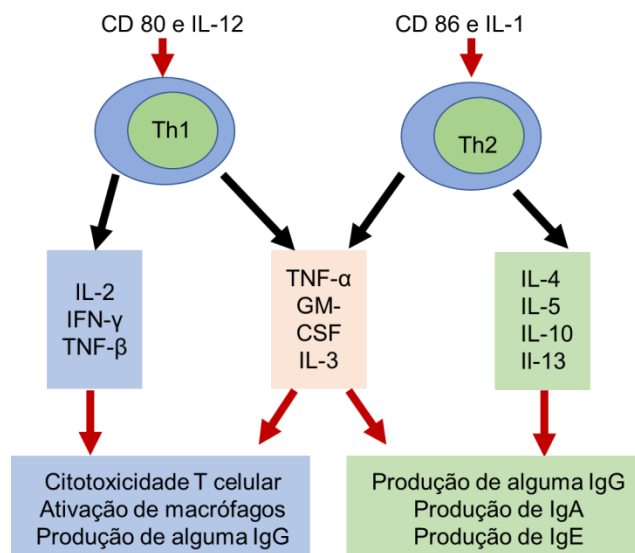 CD 80 e IL-12
CD 86 e IL-1
Th1
Th2
IL-2
IFN-γ
TNF-β
TNF-α
GM-
CSF
IL-3
IL-4
IL-5
IL-10
Il-13
Citotoxicidade T celular
Ativação de macrófagos
Produção de alguma IgG
Produção de alguma IgG
Produção de IgA
Produção de IgE